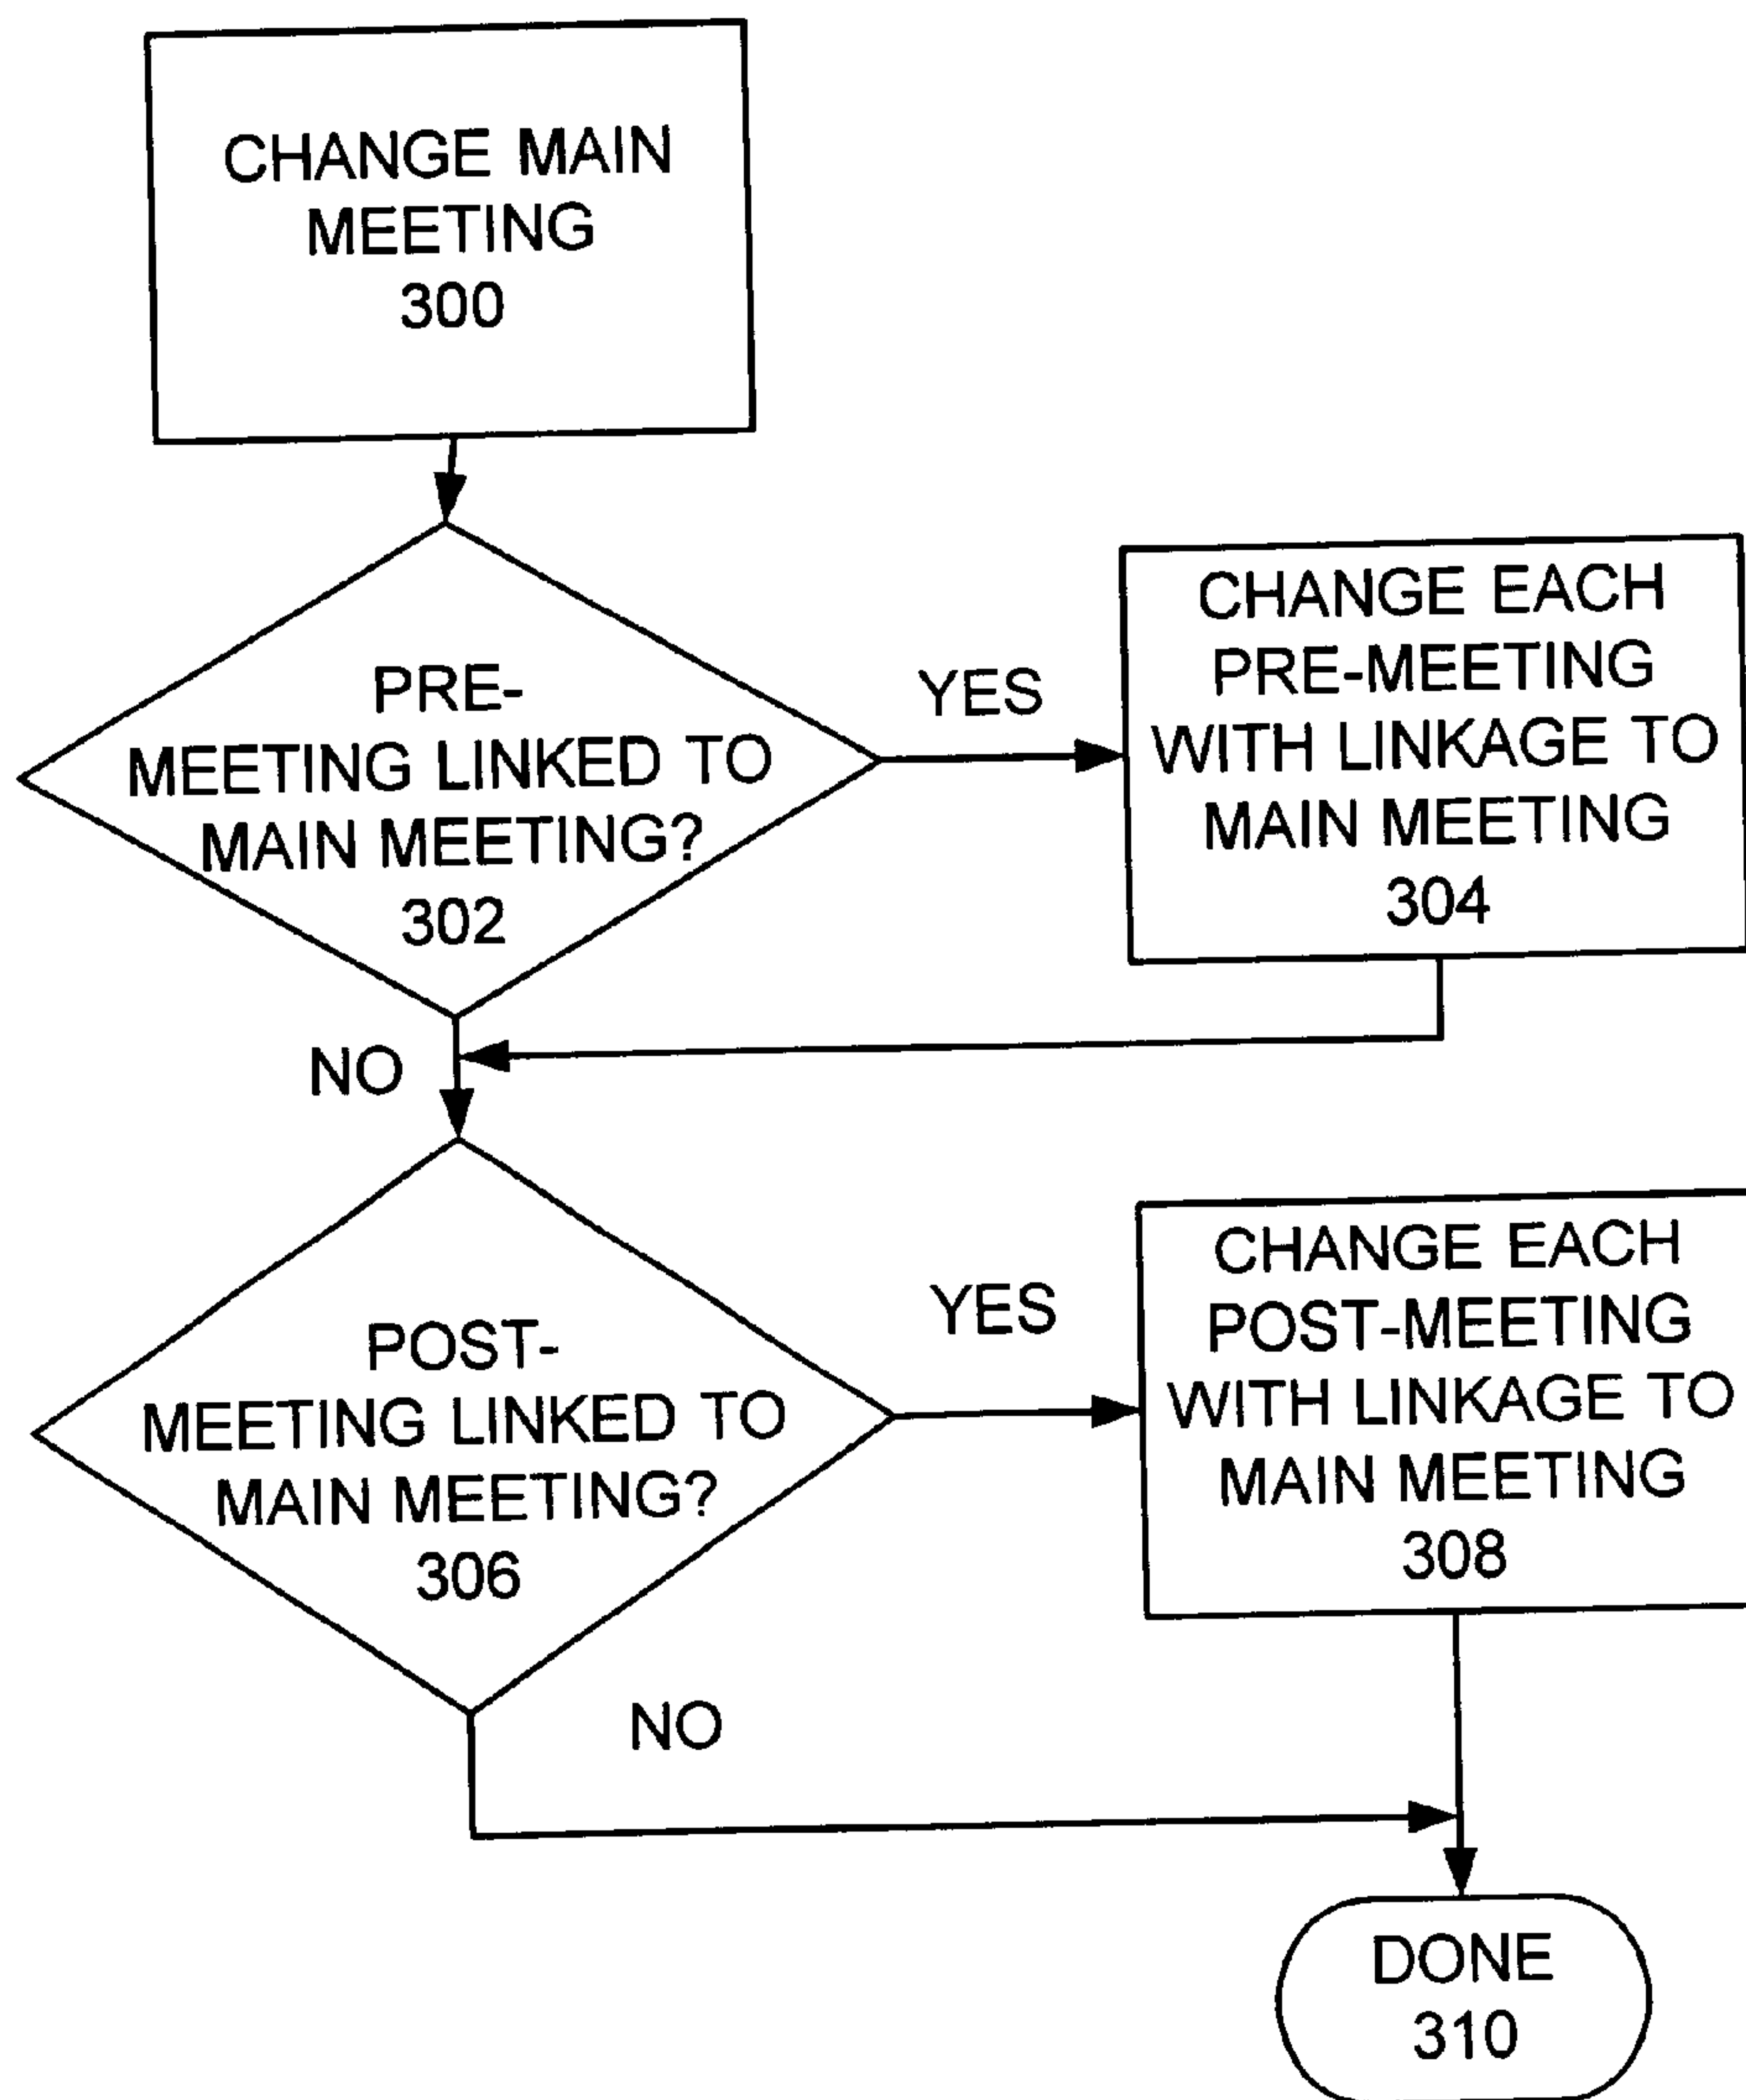 CHANGE MAIN
MEETING
300
PRE-
MEETING LINKED TO
MAIN MEETING?
302
YES
CHANGE EACH
PRE-MEETING
WITH LINKAGE TO
MAIN MEETING
304
NO
POST-
MEETING LINKED TO
MAIN MEETING?
306
YES
CHANGE EACH
POST-MEETING
WITH LINKAGE TO
MAIN MEETING
308
NO
DONE
310